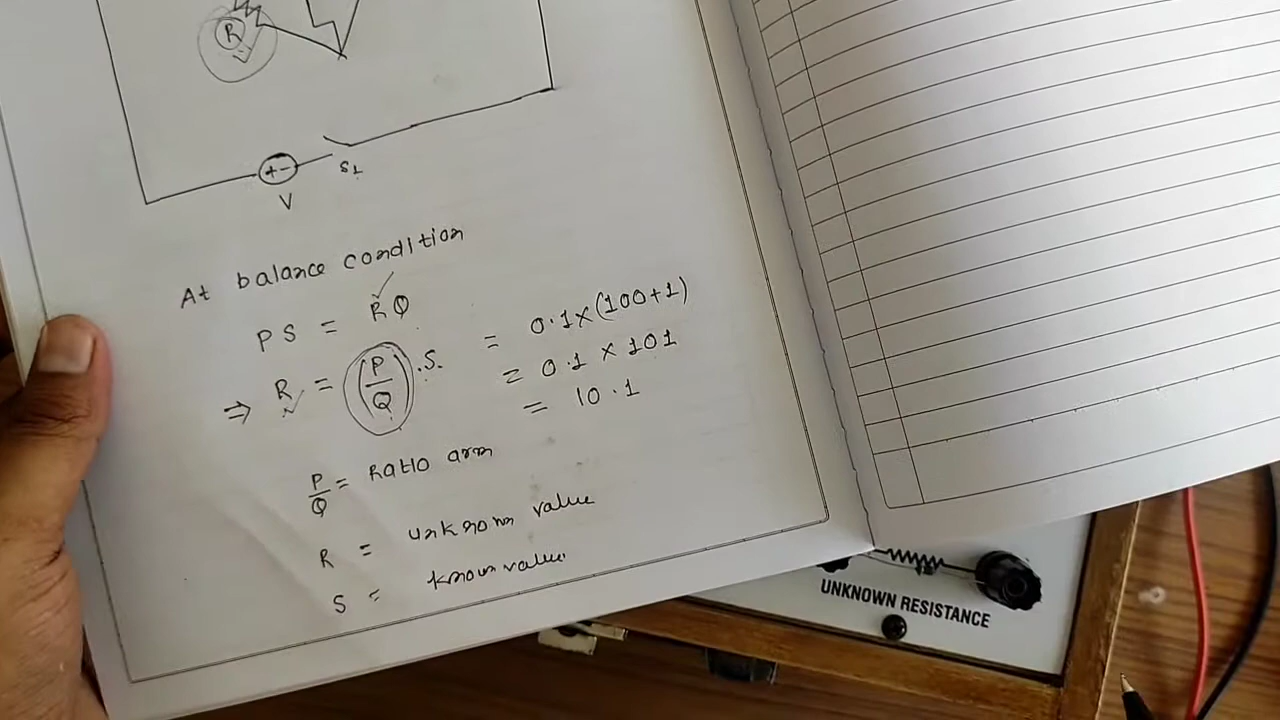 R
+ -
S1
V
At balance condition
PS = RQ
⇒ R = (P/Q).S. = 0.1×(100+1)
= 0.1 × 101
= 10.1
P/Q = Ratio arm
R = unknown value
S = known value
UNKNOWN RESISTANCE